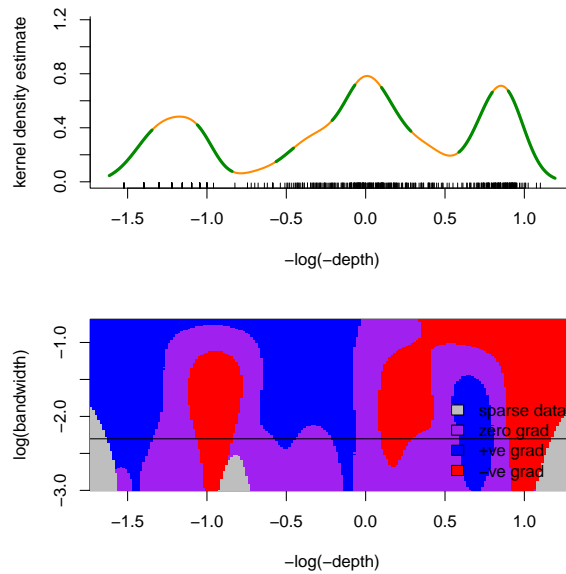 kernel density estimate
1.2
0.8
0.4
0.0
−1.5 −1.0 −0.5 0.0 0.5 1.0
−log(−depth)
log(bandwidth)
−1.0
−2.0
−3.0
sparse data
zero grad
+ve grad
−ve grad
−1.5 −1.0 −0.5 0.0 0.5 1.0
−log(−depth)